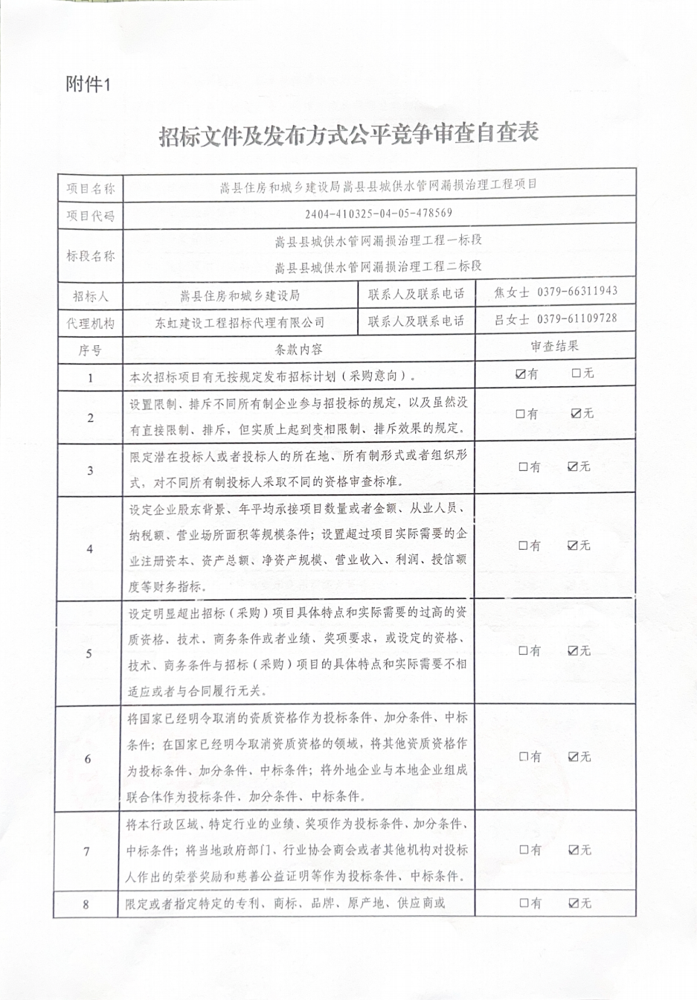 附件1
招标文件及发布方式公平竞争审查自查表
项目名称 嵩县住房和城乡建设局嵩县县城供水管网漏损治理工程项目
项目代码 2404-410325-04-05-478569
标段名称 嵩县县城供水管网漏损治理工程一标段
嵩县县城供水管网漏损治理工程二标段
招标人 嵩县住房和城乡建设局 联系人及联系电话 焦女士 0379-66311943
代理机构 东虹建设工程招标代理有限公司 联系人及联系电话 吕女士 0379-61109728
序号 条款内容 审查结果
1 本次招标项目有无按规定发布招标计划（采购意向）。 ☑有 □无
2 设置限制、排斥不同所有制企业参与招投标的规定，以及虽然没
有直接限制、排斥，但实质上起到变相限制、排斥效果的规定。 □有 ☑无
3 限定潜在投标人或者投标人的所在地、所有制形式或者组织形
式，对不同所有制投标人采取不同的资格审查标准。 □有 ☑无
4 设定企业股东背景、年平均承接项目数量或者金额、从业人员、
纳税额、营业场所面积等规模条件；设置超过项目实际需要的企
业注册资本、资产总额、净资产规模、营业收入、利润、授信额
度等财务指标。 □有 ☑无
5 设定明显超出招标（采购）项目具体特点和实际需要的过高的资
质资格、技术、商务条件或者业绩、奖项要求，或设定的资格、
技术、商务条件与招标（采购）项目的具体特点和实际需要不相
适应或者与合同履行无关。 □有 ☑无
6 将国家已经明令取消的资质资格作为投标条件、加分条件、中标
条件；在国家已经明令取消资质资格的领域，将其他资质资格作
为投标条件、加分条件、中标条件；将外地企业与本地企业组成
联合体作为投标条件、加分条件、中标条件。 □有 ☑无
7 将本行政区域、特定行业的业绩、奖项作为投标条件、加分条件、
中标条件；将当地政府部门、行业协会商会或者其他机构对投标
人作出的荣誉奖励和慈善公益证明等作为投标条件、中标条件。 □有 ☑无
8 限定或者指定特定的专利、商标、品牌、原产地、供应商或 □有 ☑无